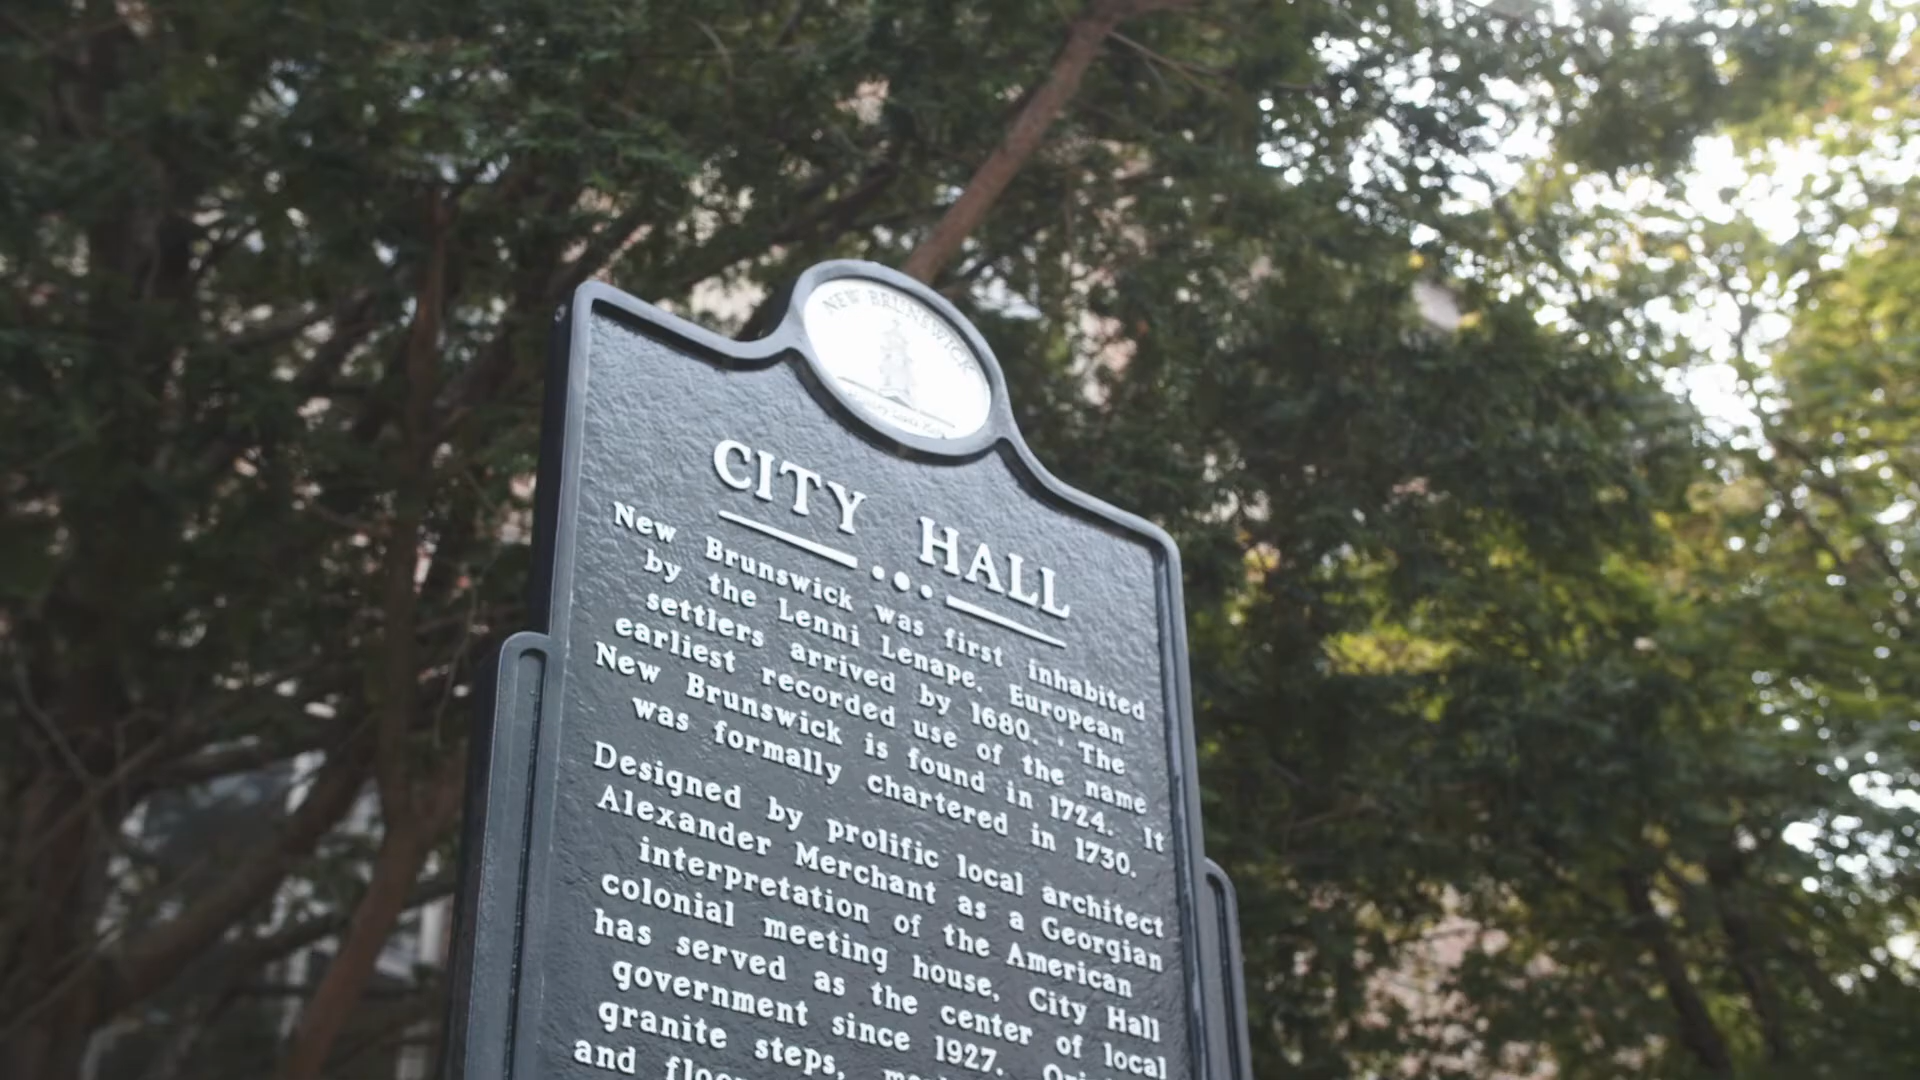 NEW BRUNSWICK
CITY HALL
New Brunswick was first inhabited
by the Lenni Lenape. European
settlers arrived by 1680. The
earliest recorded use of the name
New Brunswick is found in 1724. It
was formally chartered in 1730.
Designed by prolific local architect
Alexander Merchant as a Georgian
interpretation of the American
colonial meeting house, City Hall
has served as the center of local
government since 1927.
granite steps,
and